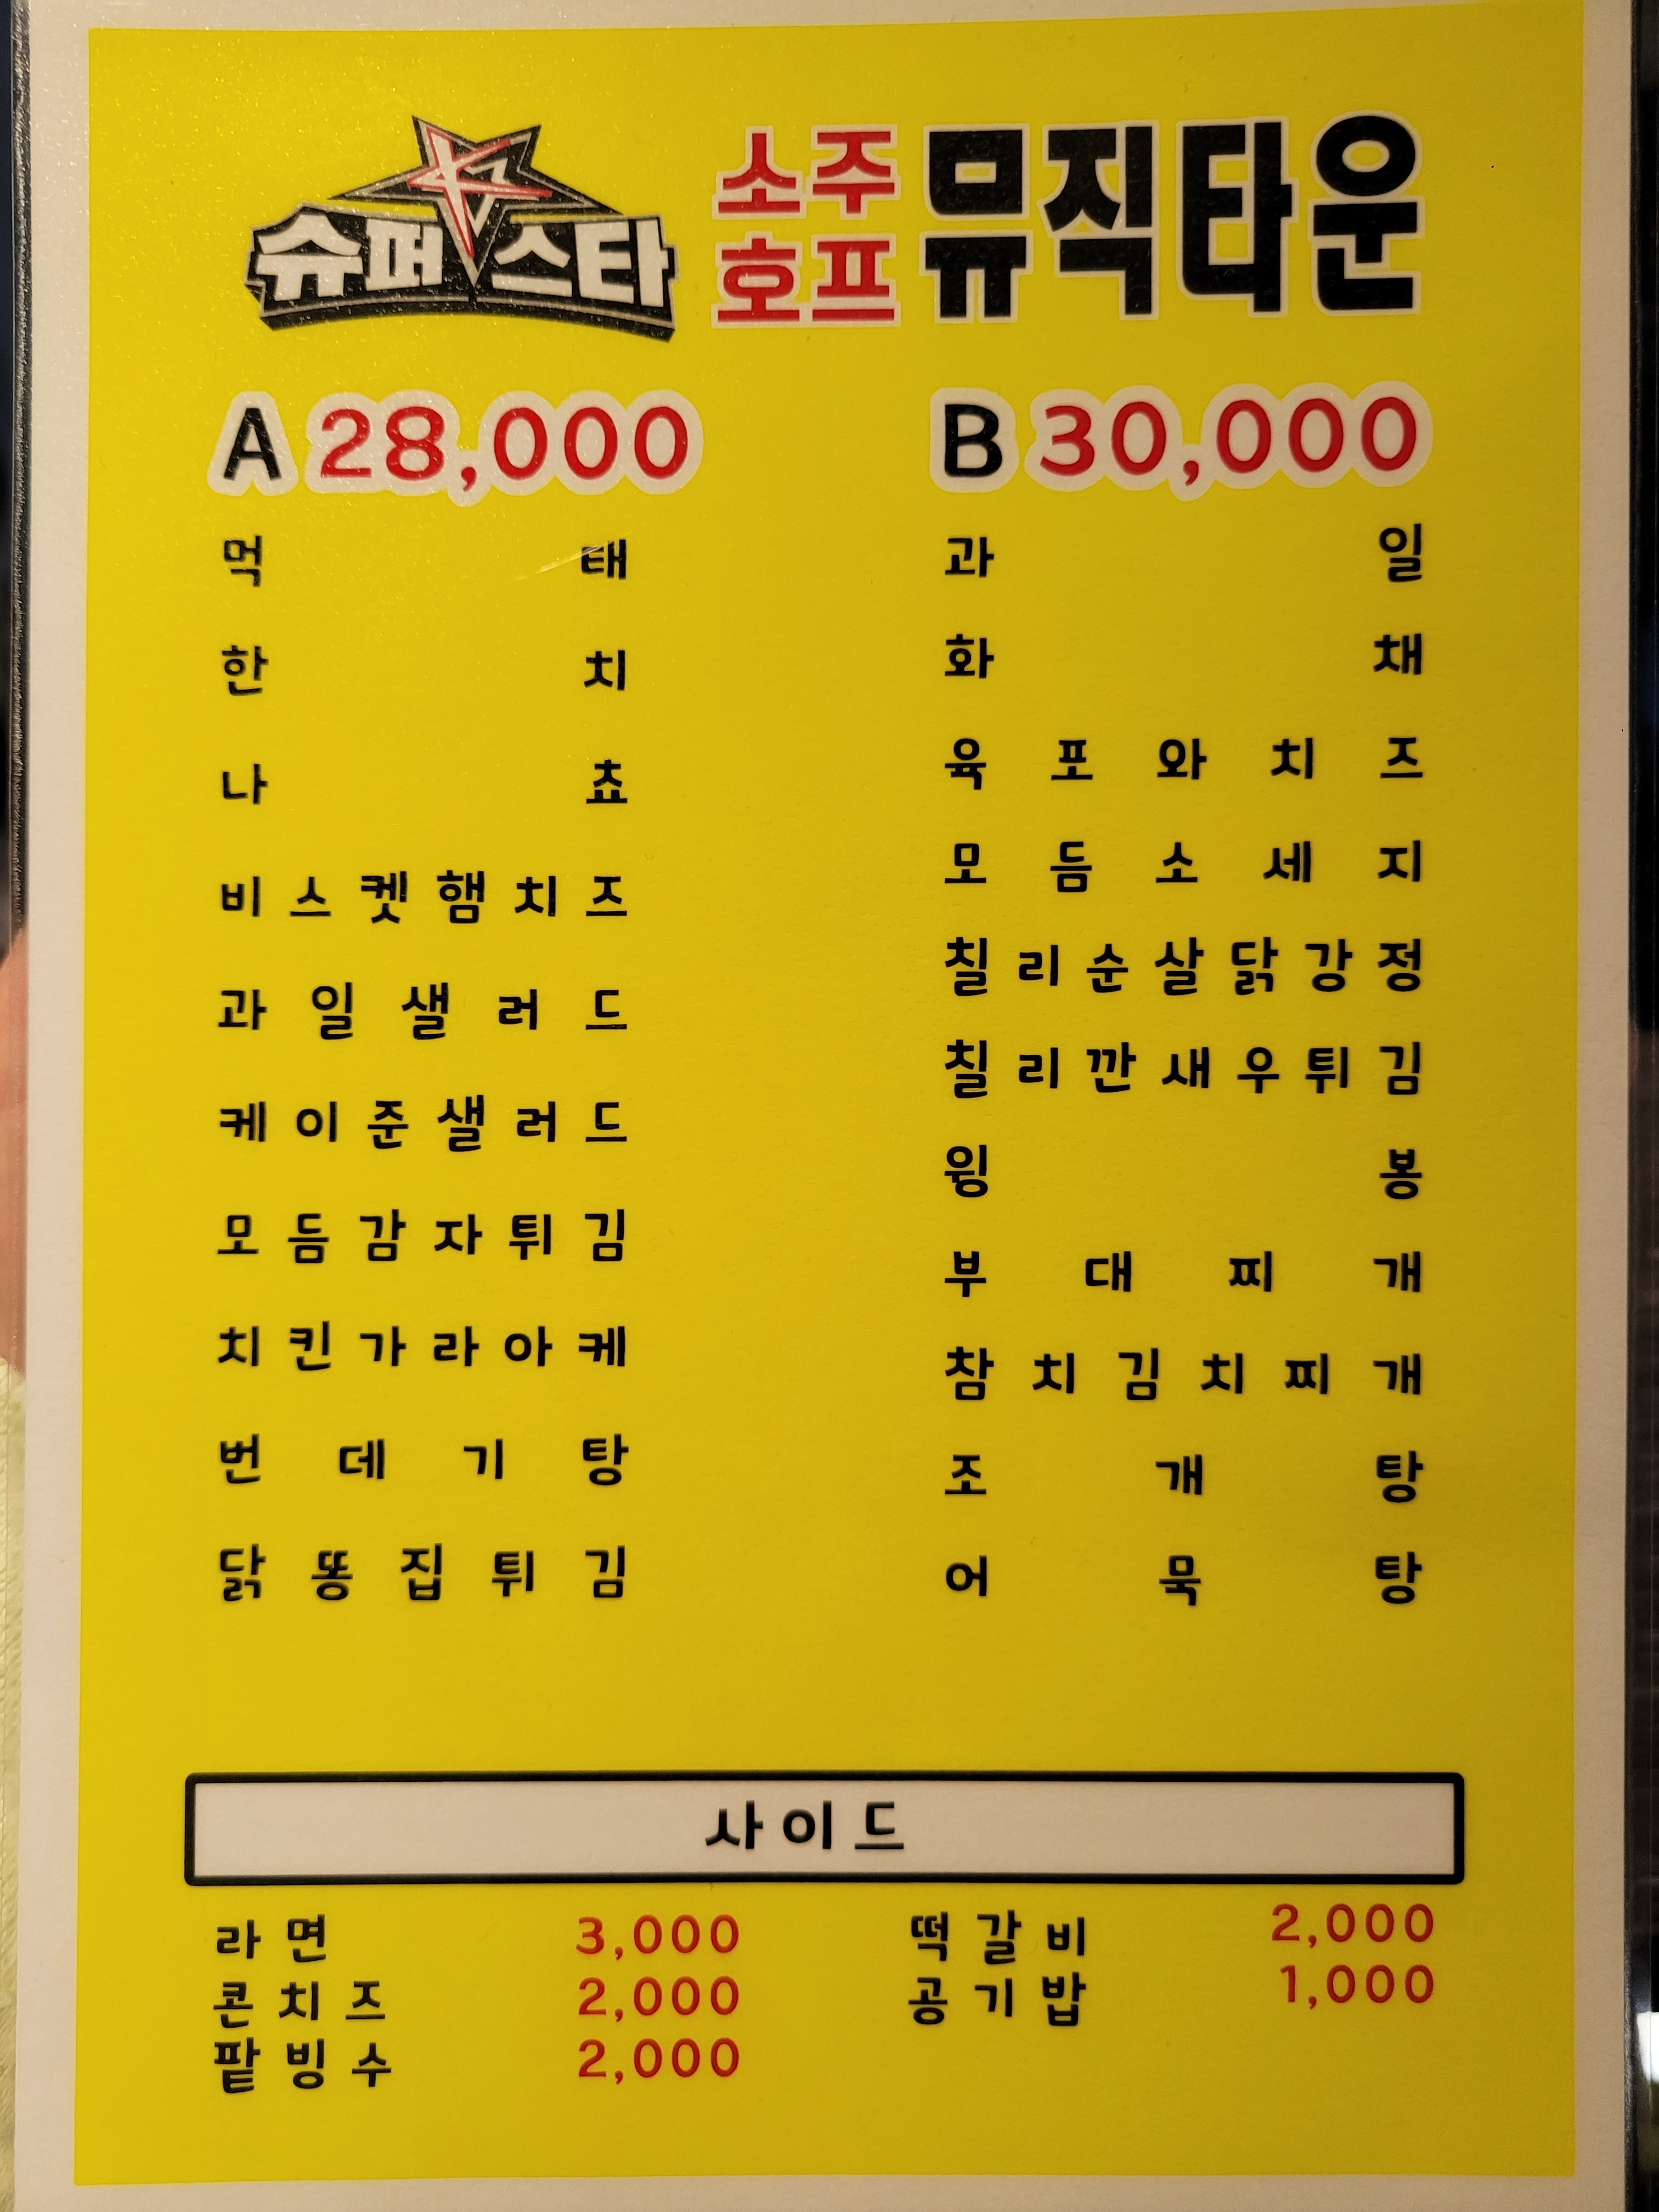 슈퍼스타 소주 호프 뮤직타운
A 28,000
먹태
한치
나쵸
비스켓햄치즈
과일샐러드
케이준샐러드
모듬감자튀김
치킨가라아케
번데기탕
닭똥집튀김
B 30,000
과일
화채
육포와치즈
모듬소세지
칠리순살닭강정
칠리깐새우튀김
윙봉
부대찌개
참치김치찌개
조개탕
어묵탕
사이드
라면 3,000
콘치즈 2,000
팥빙수 2,000
떡갈비 2,000
공기밥 1,000